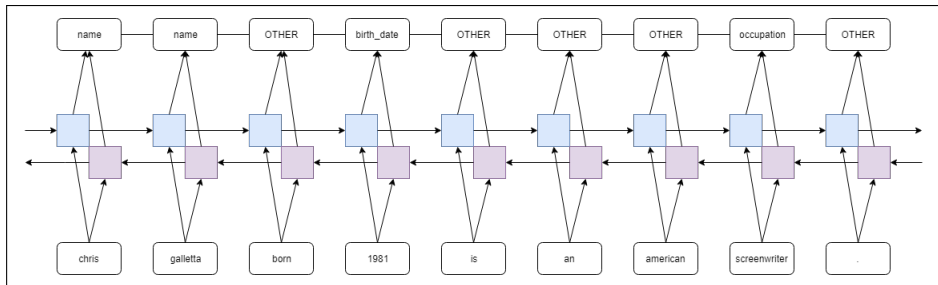 name name OTHER birth_date OTHER OTHER OTHER occupation OTHER
chris galletta born 1981 is an american screenwriter .